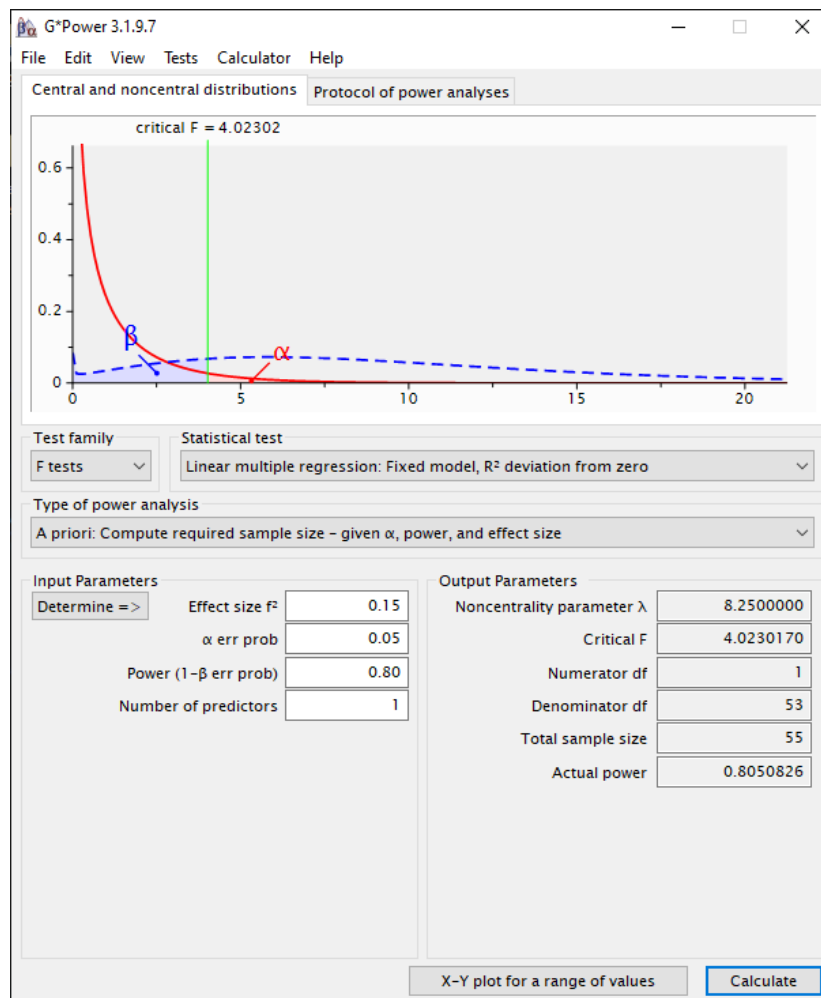 G*Power 3.1.9.7
File Edit View Tests Calculator Help
Central and noncentral distributions Protocol of power analyses
critical F = 4.02302
0.6
0.4
0.2
0
β
α
0 5 10 15 20
Test family
Statistical test
F tests
Linear multiple regression: Fixed model, R² deviation from zero
Type of power analysis
A priori: Compute required sample size – given α, power, and effect size
Input Parameters
Determine =>
Effect size f² 0.15
α err prob 0.05
Power (1–β err prob) 0.80
Number of predictors 1
Output Parameters
Noncentrality parameter λ 8.2500000
Critical F 4.0230170
Numerator df 1
Denominator df 53
Total sample size 55
Actual power 0.8050826
X–Y plot for a range of values
Calculate